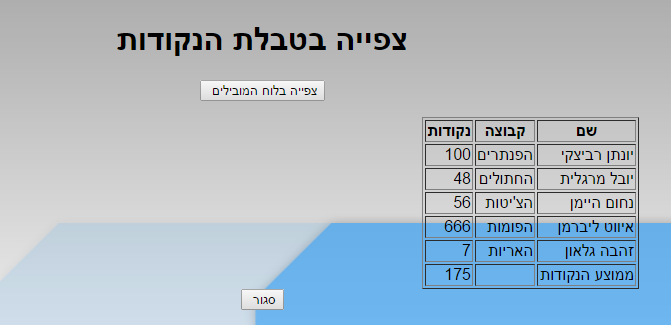 צפייה בטבלת הנקודות
צפייה בלוח המובילים
שם קבוצה נקודות
יונתן רביצקי הפנתרים 100
יובל מרגלית החתולים 48
נחום היימן הצ'יטות 56
איווט ליברמן הפומות 666
זהבה גלאון האריות 7
ממוצע הנקודות 175
סגור